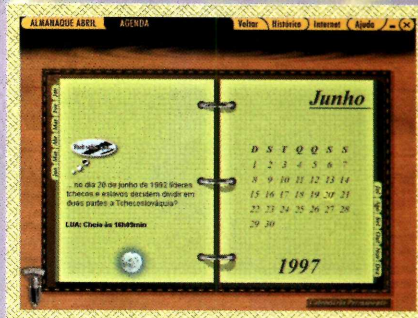 ALMANAQUE ABRIL
AGENDA
Voltar
Histórico
Internet
Ajuda
... no dia 20 de junho de 1992 líderes
tchecos e eslavos decidem dividir em
duas partes a Tchecoslováquia?
LUA: Cheia às 16h09min
Junho
D S T Q Q S S
1 2 3 4 5 6 7
8 9 10 11 12 13 14
15 16 17 18 19 20 21
22 23 24 25 26 27 28
29 30
1997
Calendário Permanente